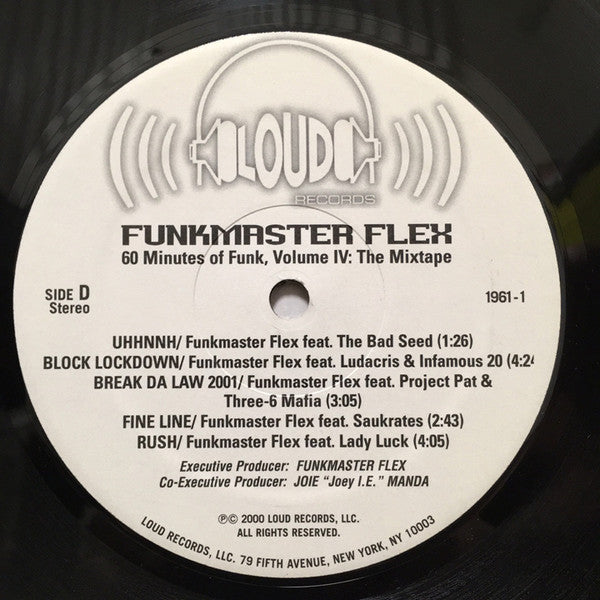 LOUD
RECORDS
FUNKMASTER FLEX
60 Minutes of Funk, Volume IV: The Mixtape
SIDE D
Stereo
1961-1
UHHNNH/ Funkmaster Flex feat. The Bad Seed (1:26)
BLOCK LOCKDOWN/ Funkmaster Flex feat. Ludacris & Infamous 20 (4:24
BREAK DA LAW 2001/ Funkmaster Flex feat. Project Pat &
Three-6 Mafia (3:05)
FINE LINE/ Funkmaster Flex feat. Saukrates (2:43)
RUSH/ Funkmaster Flex feat. Lady Luck (4:05)
Executive Producer: FUNKMASTER FLEX
Co-Executive Producer: JOIE "Joey I.E." MANDA
℗© 2000 LOUD RECORDS, LLC.
ALL RIGHTS RESERVED.
LOUD RECORDS, LLC. 79 FIFTH AVENUE, NEW YORK, NY 10003